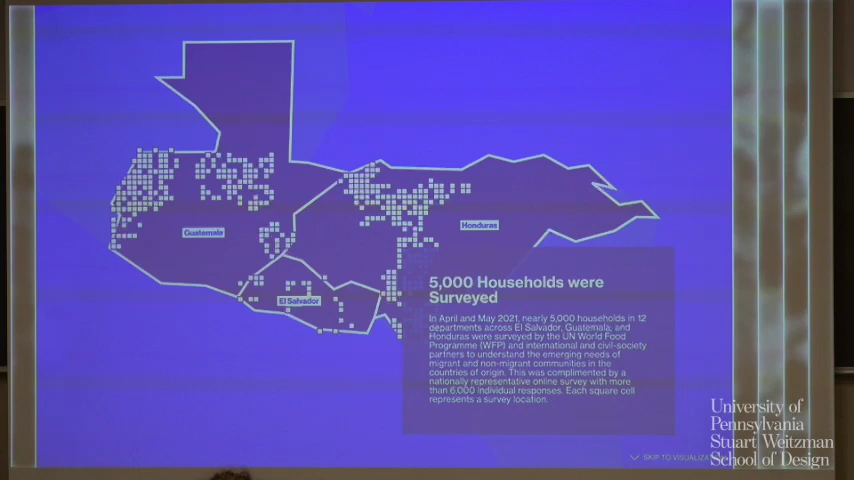 Guatemala
Honduras
El Salvador
5,000 Households were
Surveyed
In April and May 2021, nearly 5,000 households in 12
departments across El Salvador, Guatemala, and
Honduras were surveyed by the UN World Food
Programme (WFP) and international and civil-society
partners to understand the emerging needs of
migrant and non-migrant communities in the
countries of origin. This was complimented by a
nationally representative online survey with more
than 6,000 individual responses. Each square cell
represents a survey location.
SKIP TO
University of
Pennsylvania
Stuart Weitzman
School of Design